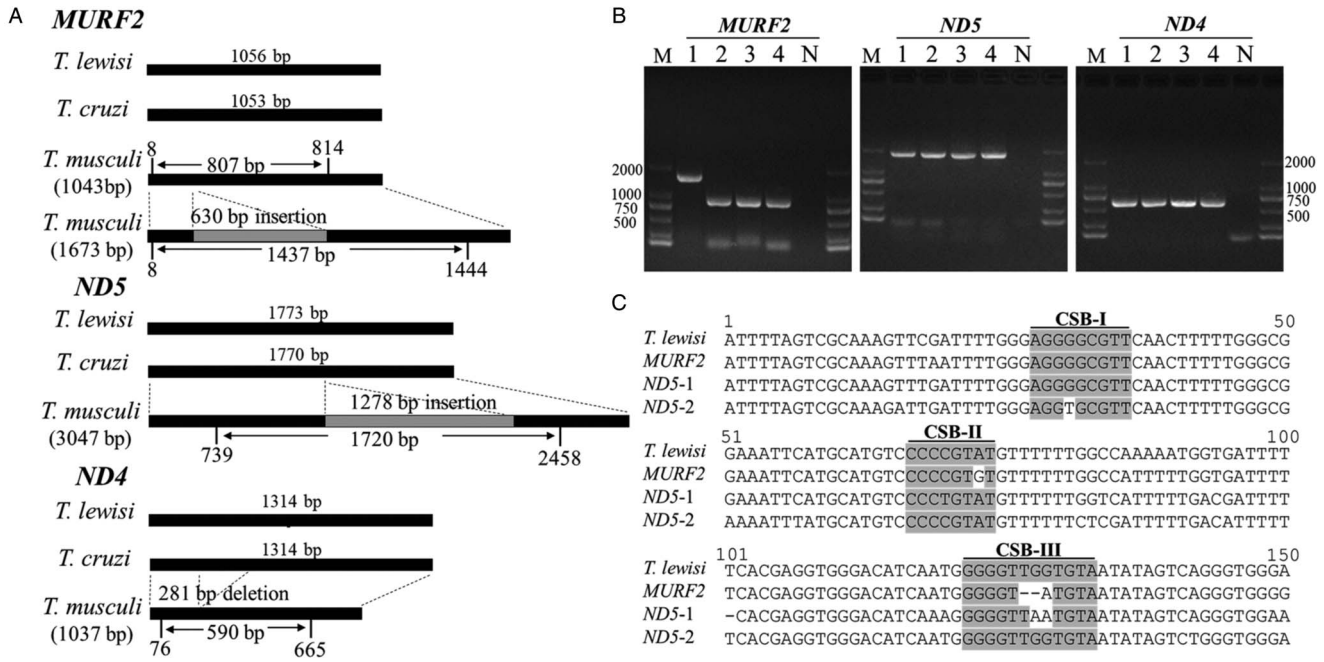 A
MURF2
T. lewisi
1056 bp
T. cruzi
1053 bp
T. musculi
(1043bp)
8
807 bp
814
T. musculi
(1673 bp)
630 bp insertion
1437 bp
8
1444
ND5
T. lewisi
1773 bp
T. cruzi
1770 bp
T. musculi
(3047 bp)
1278 bp insertion
1720 bp
739
2458
ND4
T. lewisi
1314 bp
T. cruzi
1314 bp
T. musculi
(1037 bp)
281 bp deletion
590 bp
76
665
B
MURF2 ND5 ND4
M 1 2 3 4 N M 1 2 3 4 N M 1 2 3 4 N
2000
1000
750
500
2000
1000
750
500
C
1 CSB-I 50
T. lewisi ATTTTAGTCGCAAAGTTCGATTTTGGGAGGGGCGTTCAACTTTTTGGGCG
MURF2 ATTTTAGTCGCAAAGTTTAATTTTGGGAGGGGCGTTCAACTTTTTGGGCG
ND5-1 ATTTTAGTCGCAAAGTTTGATTTTGGGAGGGGCGTTCAACTTTTTGGGCG
ND5-2 ATTTTAGTCGCAAAGATTGATTTTGGGAGGTGCGTTCAACTTTTTGGGCG
51 CSB-II 100
T. lewisi GAAATTCATGCATGTCCCCCGTATGTTTTTTGGCCAAAAATGGTGATTTT
MURF2 GAAATTCATGCATGTCCCCCGTGTGTTTTTTGGCCATTTTTGGTGATTTT
ND5-1 GAAATTCATGCATGTCCCCTGTATGTTTTTTGGTCATTTTTGACGATTTT
ND5-2 AAAATTTATGCATGTCCCCCGTATGTTTTTTCTCGATTTTTGACATTTTT
101 CSB-III 150
T. lewisi TCACGAGGTGGGACATCAATGGGGGTTGGTGTAATATAGTCAGGGTGGGA
MURF2 TCACGAGGTGGGACATCAATGGGGGT--ATGTAATATAGTCAGGGTGGGG
ND5-1 -CACGAGGTGGGACATCAAAGGGGGTTAATGTAATATAGTCAGGGTGGAA
ND5-2 TCACGAGGTGGGACATCAATGGGGGTTGGTGTAATATAGTCTGGGTGGGA